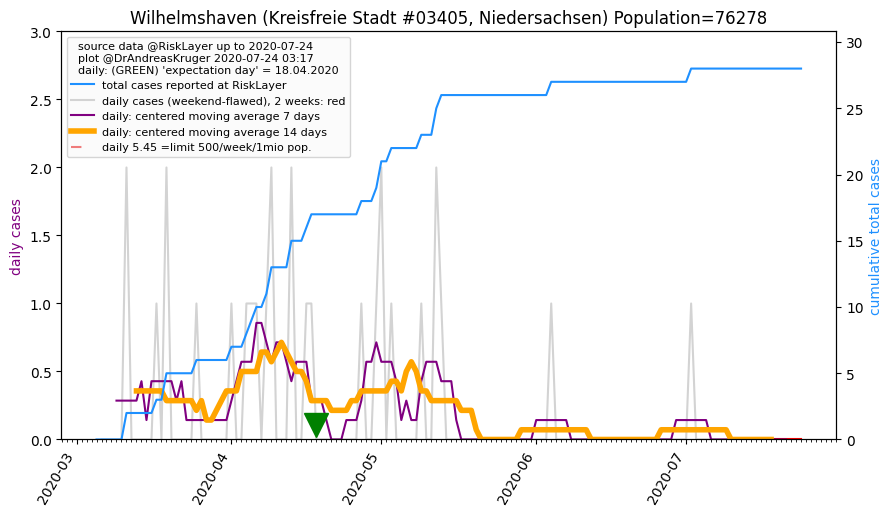 Wilhelmshaven (Kreisfreie Stadt #03405, Niedersachsen) Population=76278
source data @RiskLayer up to 2020-07-24
plot @DrAndreasKruger 2020-07-24 03:17
daily: (GREEN) 'expectation day' = 18.04.2020
total cases reported at RiskLayer
daily cases (weekend-flawed), 2 weeks: red
daily: centered moving average 7 days
daily: centered moving average 14 days
daily 5.45 =limit 500/week/1mio pop.
daily cases
3.0
2.5
2.0
1.5
1.0
0.5
0.0
30
25
20
15
10
5
0
cumulative total cases
2020-03
2020-04
2020-05
2020-06
2020-07